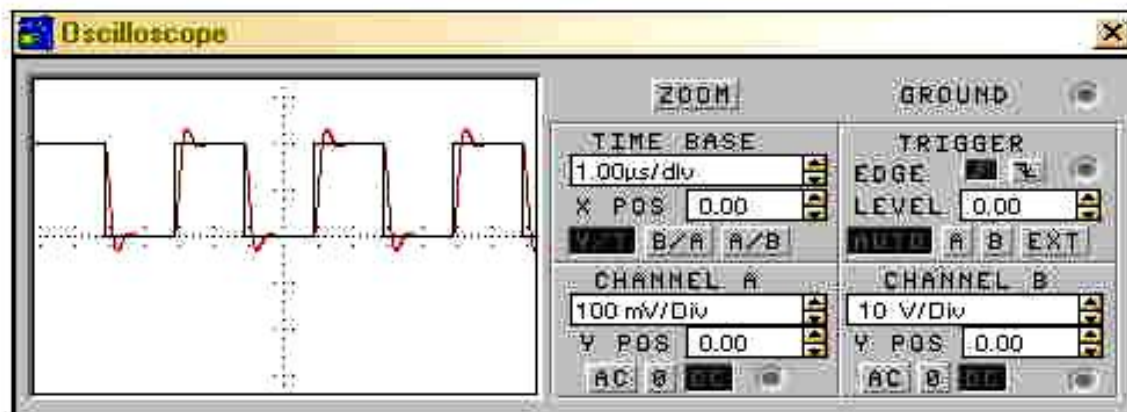 Oscilloscope
ZOOM GROUND
TIME BASE
1.00µs/div
X POS 0.00
Y/T B/A A/B
TRIGGER
EDGE
LEVEL 0.00
AUTO A B EXT
CHANNEL A
100 mV/Div
Y POS 0.00
AC 0 DC
CHANNEL B
10 V/Div
Y POS 0.00
AC 0 DC